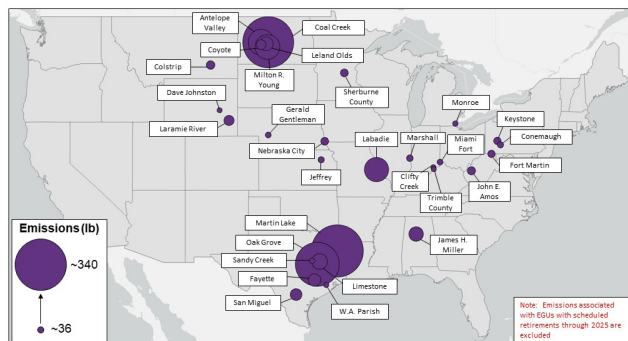 Antelope
Valley
Coal Creek
Coyote
Leland Olds
Colstrip
Milton R.
Young
Sherburne
County
Dave Johnston
Gerald
Gentleman
Monroe
Keystone
Laramie River
Marshall
Miami
Fort
Conemaugh
Nebraska
City
Labadie
Fort Martin
Jeffrey
Clifty
Creek
Trimble
County
John E.
Amos
Emissions (lb)
~340
~36
Martin Lake
Oak Grove
Sandy Creek
James H.
Miller
Fayette
Limestone
San Miguel
W.A. Parish
Note: Emissions associated
with EGUs with scheduled
retirements through 2025 are
excluded